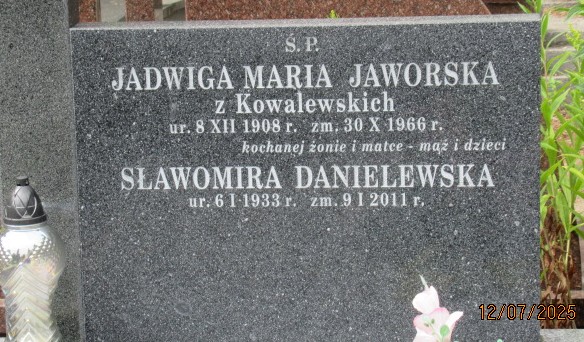 Ś.P.
JADWIGA MARIA JAWORSKA
z Kowalewskich
ur. 8 XII 1908 r. zm. 30 X 1966 r.
kochanej żonie i matce - mąż i dzieci
SŁAWOMIRA DANIELEWSKA
ur. 6 I 1933 r. zm. 9 I 2011 r.
12/07/2025